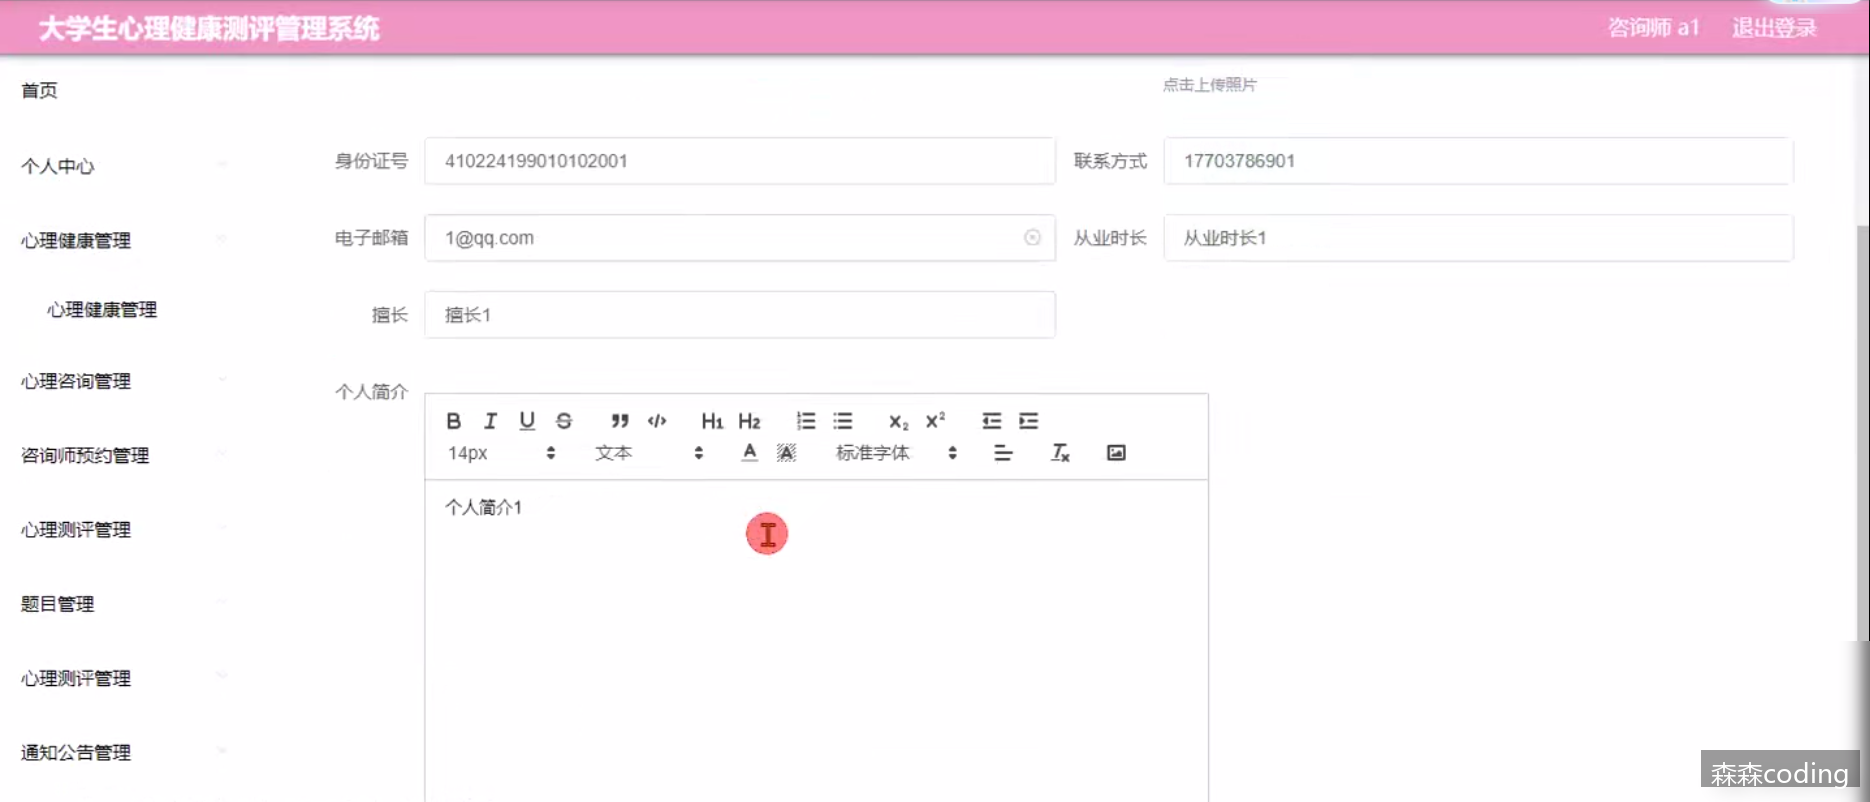 大学生心理健康测评管理系统
咨询师 a1 退出登录
首页
点击上传照片
个人中心
身份证号 410224199010102001 联系方式 17703786901
心理健康管理
电子邮箱 1@qq.com 从业时长 从业时长1
心理健康管理
擅长 擅长1
心理咨询管理
个人简介
B I U S H1 H2 X2 X2
14px 文本 A A 标准字体 Tx
咨询师预约管理
个人简介1
心理测评管理
题目管理
心理测评管理
通知公告管理
森森coding